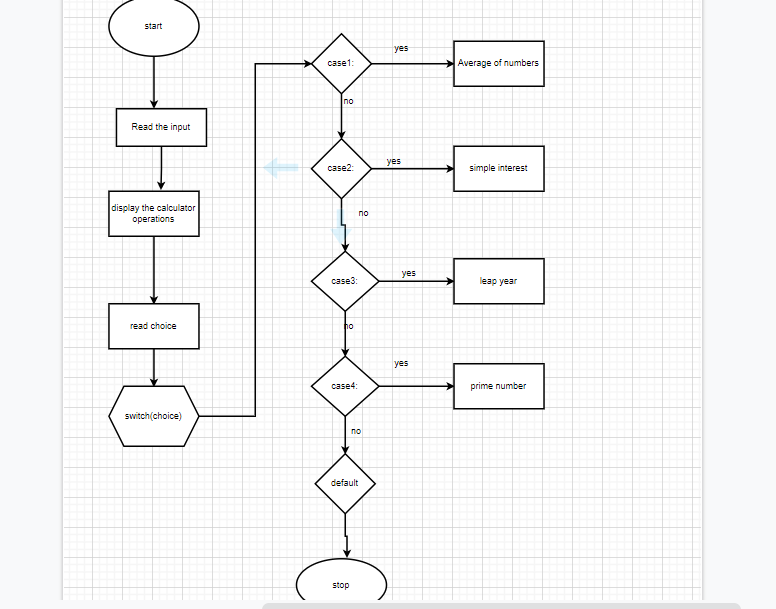 start
Read the input
display the calculator
operations
read choice
switch(choice)
case1:
yes
Average of numbers
no
case2:
yes
simple interest
no
case3:
yes
leap year
no
case4:
yes
prime number
no
default
stop